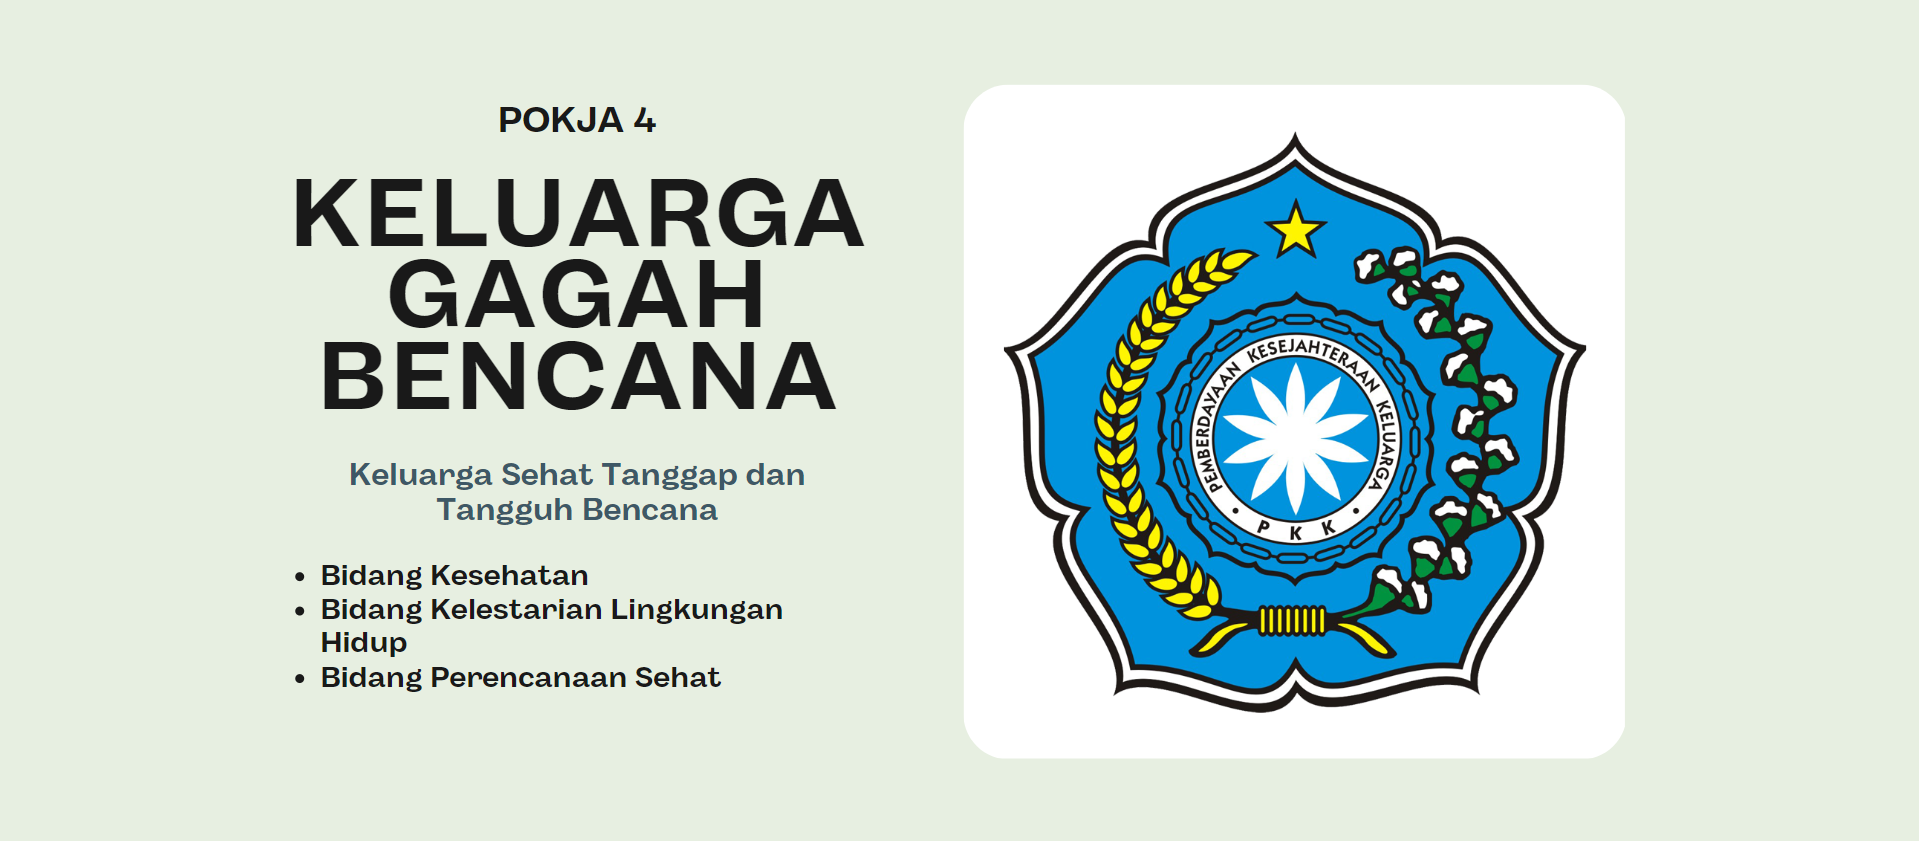 POKJA 4
KELUARGA
GAGAH
BENCANA
Keluarga Sehat Tanggap dan
Tangguh Bencana
• Bidang Kesehatan
• Bidang Kelestarian Lingkungan
Hidup
• Bidang Perencanaan Sehat
PEMBERDAYAAN KESEJAHTERAAN KELUARGA
• P K K •